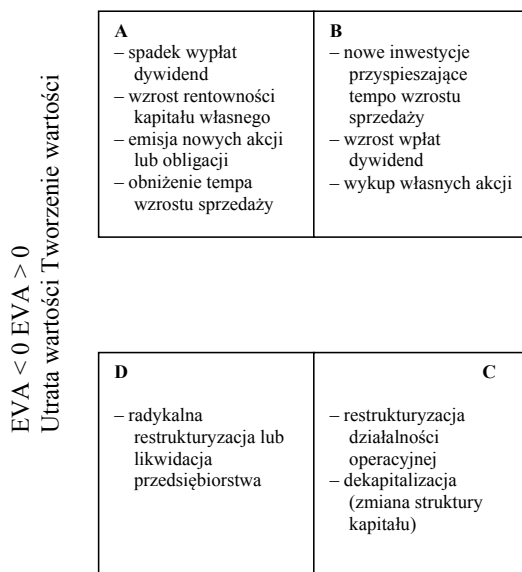 EVA < 0 EVA > 0
Utrata wartości Tworzenie wartości
A
– spadek wypłat
dywidend
– wzrost rentowności
kapitału własnego
– emisja nowych akcji
lub obligacji
– obniżenie tempa
wzrostu sprzedaży
B
– nowe inwestycje
przyspieszające
tempo wzrostu
sprzedaży
– wzrost wpłat
dywidend
– wykup własnych akcji
D
– radykalna
restrukturyzacja lub
likwidacja
przedsiębiorstwa
C
– restrukturyzacja
działalności
operacyjnej
– dekapitalizacja
(zmiana struktury
kapitału)